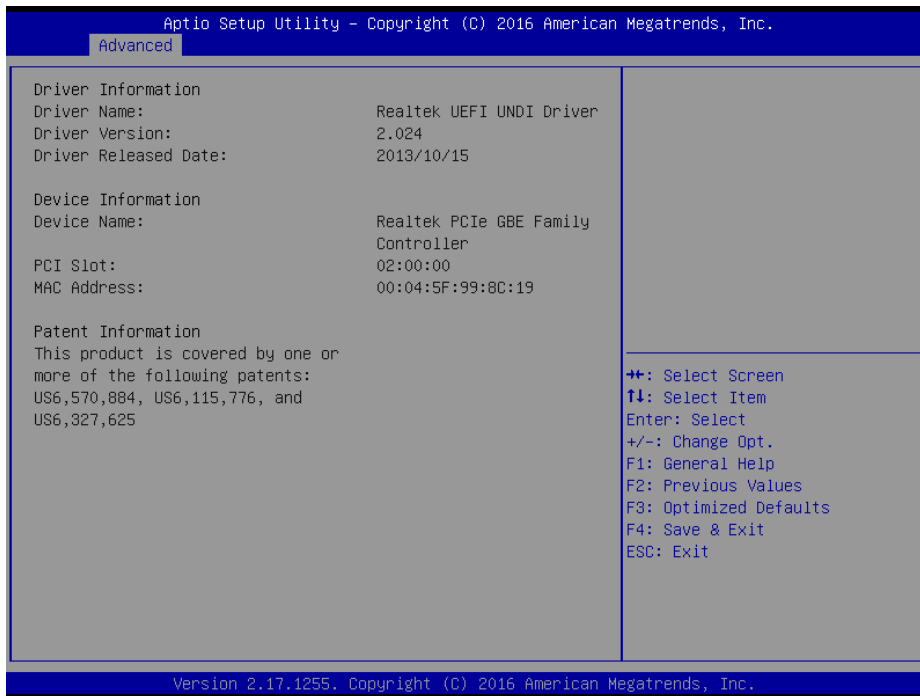 Aptio Setup Utility – Copyright (C) 2016 American Megatrends, Inc.
Advanced
Driver Information
Driver Name: Realtek UEFI UNDI Driver
Driver Version: 2.024
Driver Released Date: 2013/10/15
Device Information
Device Name: Realtek PCIe GBE Family
Controller
PCI Slot: 02:00:00
MAC Address: 00:04:5F:99:8C:19
Patent Information
This product is covered by one or
more of the following patents:
US6,570,884, US6,115,776, and
US6,327,625
→←: Select Screen
↑↓: Select Item
Enter: Select
+/-: Change Opt.
F1: General Help
F2: Previous Values
F3: Optimized Defaults
F4: Save & Exit
ESC: Exit
Version 2.17.1255. Copyright (C) 2016 American Megatrends, Inc.